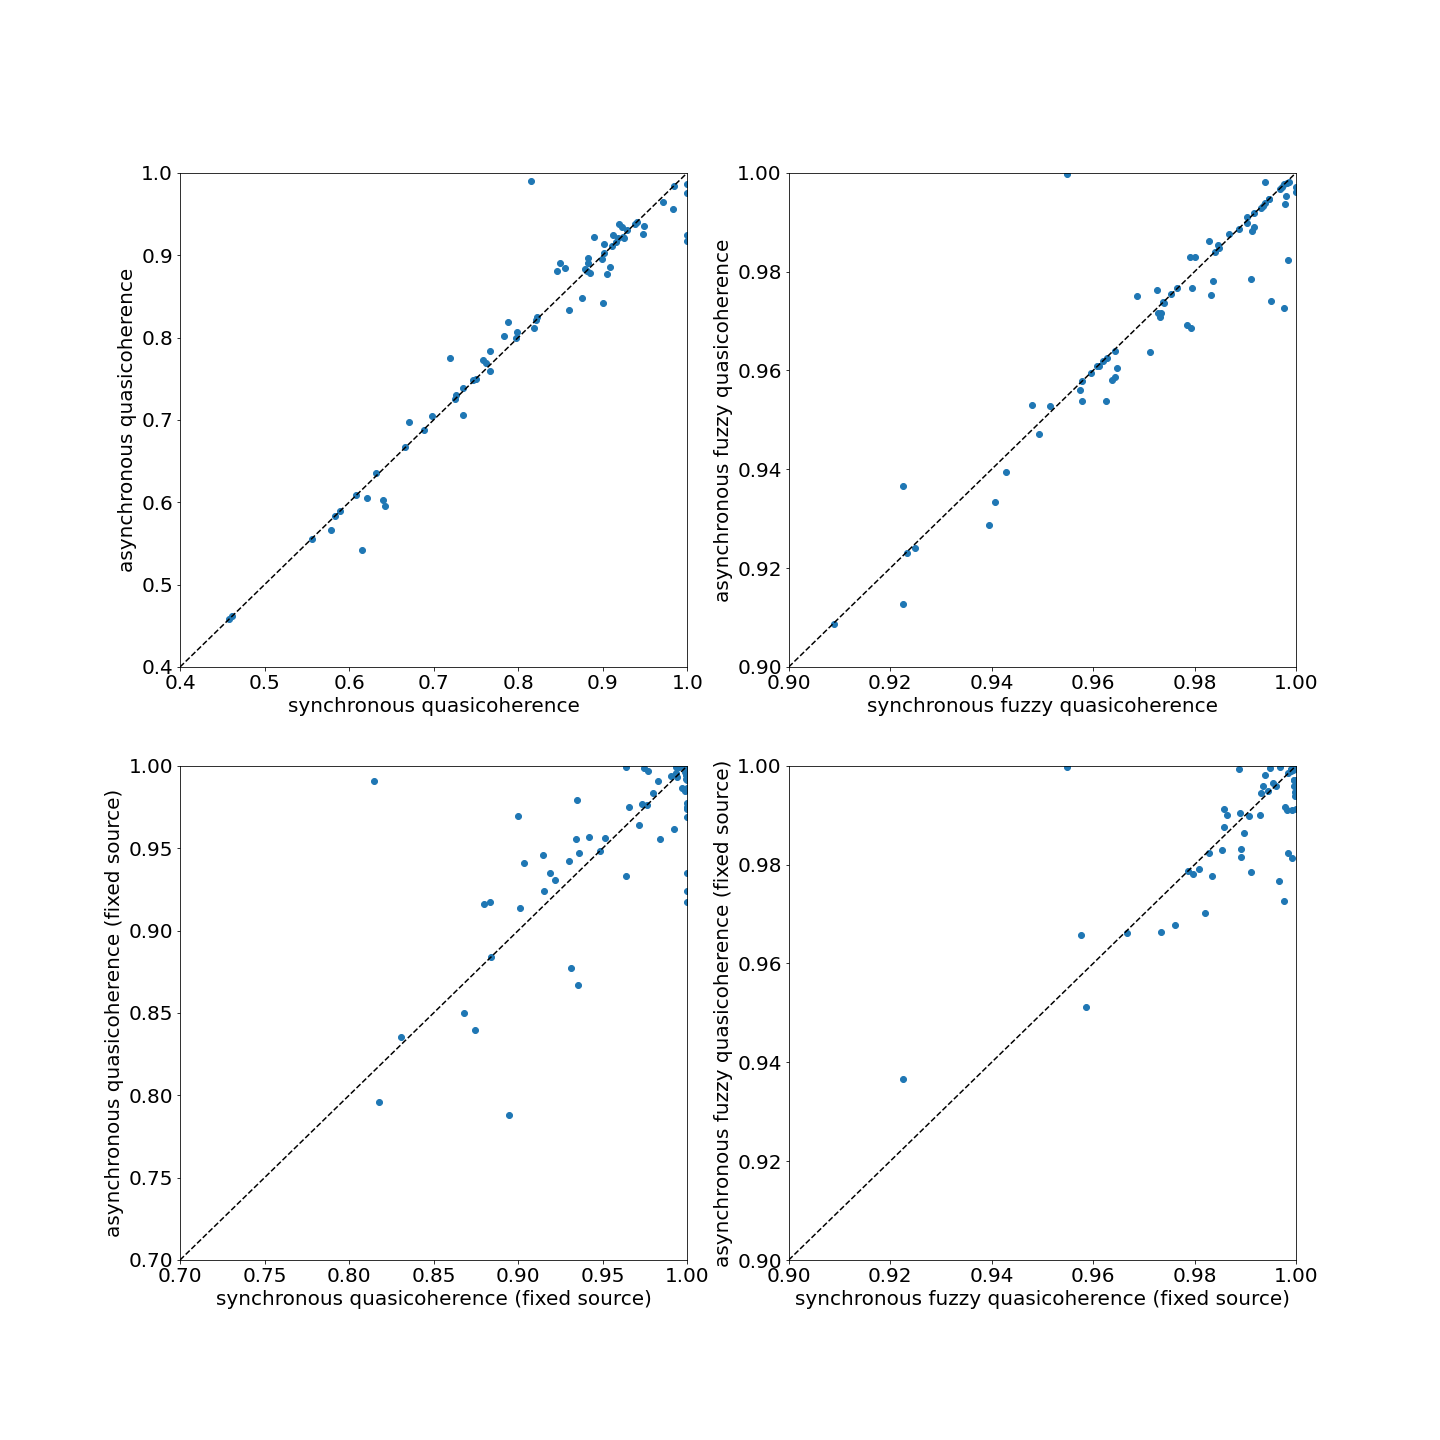 1.0
0.9
0.8
0.7
0.6
0.5
0.4
asynchronous quasicoherence
0.4 0.5 0.6 0.7 0.8 0.9 1.0
synchronous quasicoherence
1.00
0.98
0.96
0.94
0.92
0.90
asynchronous fuzzy quasicoherence
0.90 0.92 0.94 0.96 0.98 1.00
synchronous fuzzy quasicoherence
1.00
0.95
0.90
0.85
0.80
0.75
0.70
asynchronous quasicoherence (fixed source)
0.70 0.75 0.80 0.85 0.90 0.95 1.00
synchronous quasicoherence (fixed source)
1.00
0.98
0.96
0.94
0.92
0.90
asynchronous fuzzy quasicoherence (fixed source)
0.90 0.92 0.94 0.96 0.98 1.00
synchronous fuzzy quasicoherence (fixed source)